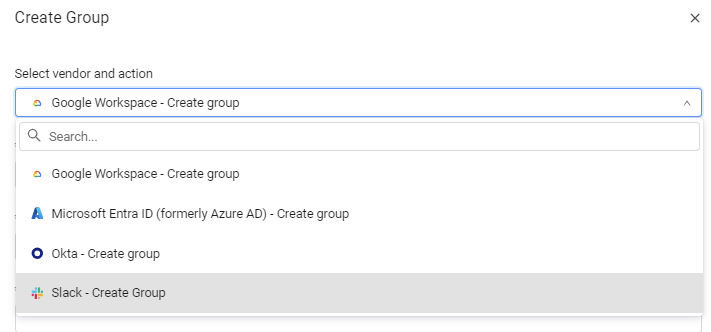 Create Group
Select vendor and action
Google Workspace - Create group
Search...
Google Workspace - Create group
Microsoft Entra ID (formerly Azure AD) - Create group
Okta - Create group
Slack - Create Group